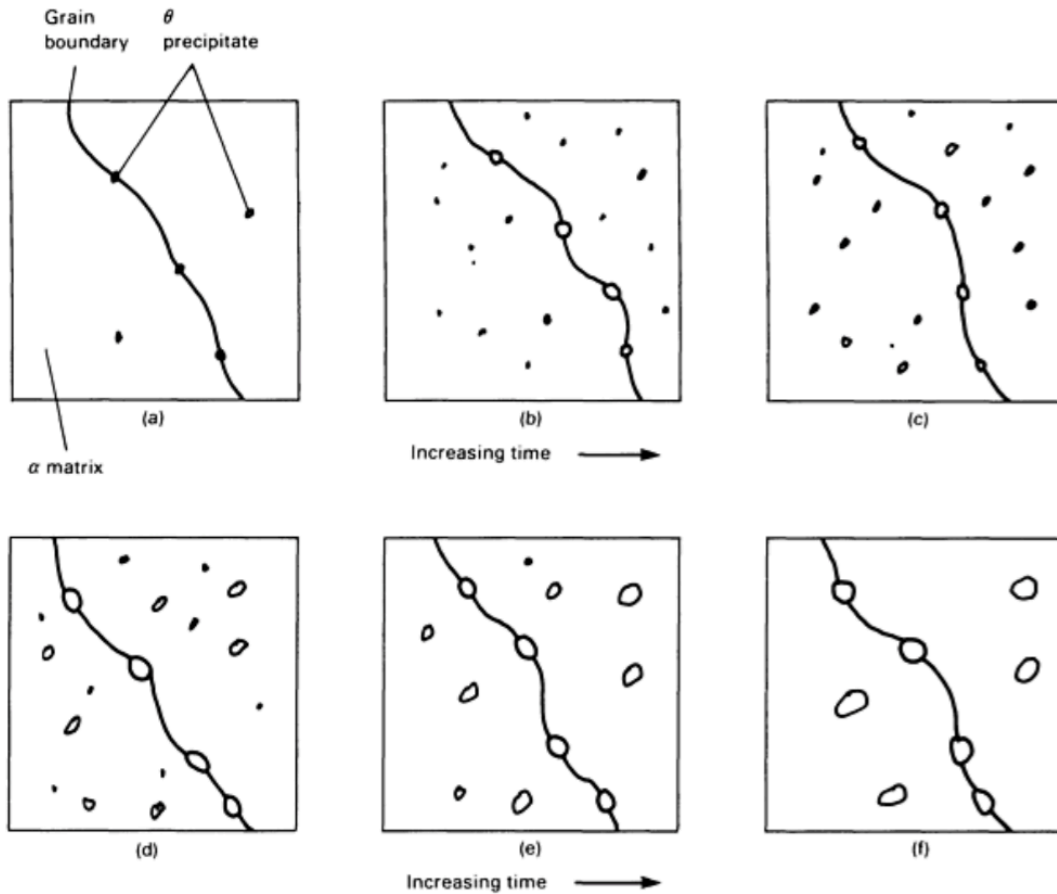 Grain
boundary
θ
precipitate
α matrix
(a)
(b)
(c)
Increasing time
(d)
(e)
(f)
Increasing time